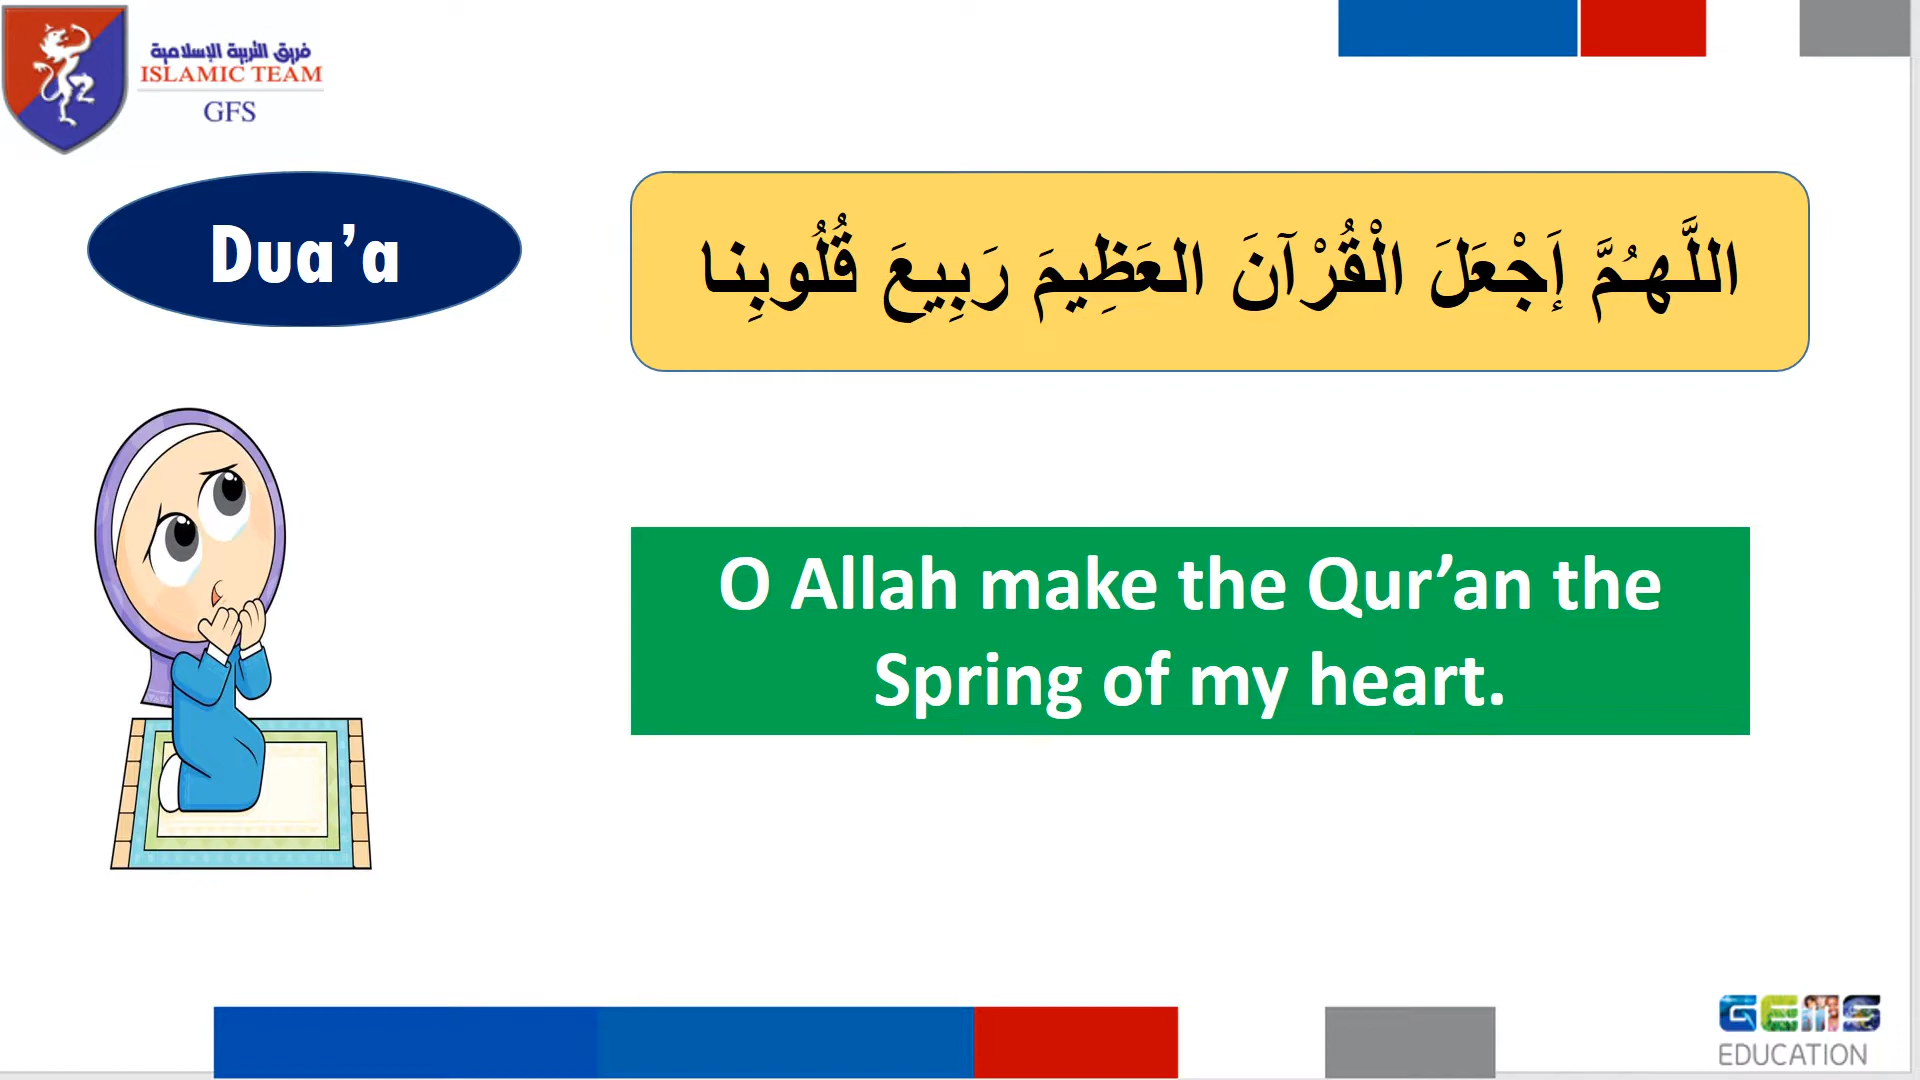 فريق التربية الإسلامية
ISLAMIC TEAM
GFS
Dua’a
اللَّهُمَّ إَجْعَلَ الْقُرْآنَ العَظِيمَ رَبِيعَ قُلُوبِنا
O Allah make the Qur’an the
Spring of my heart.
GEMS
EDUCATION